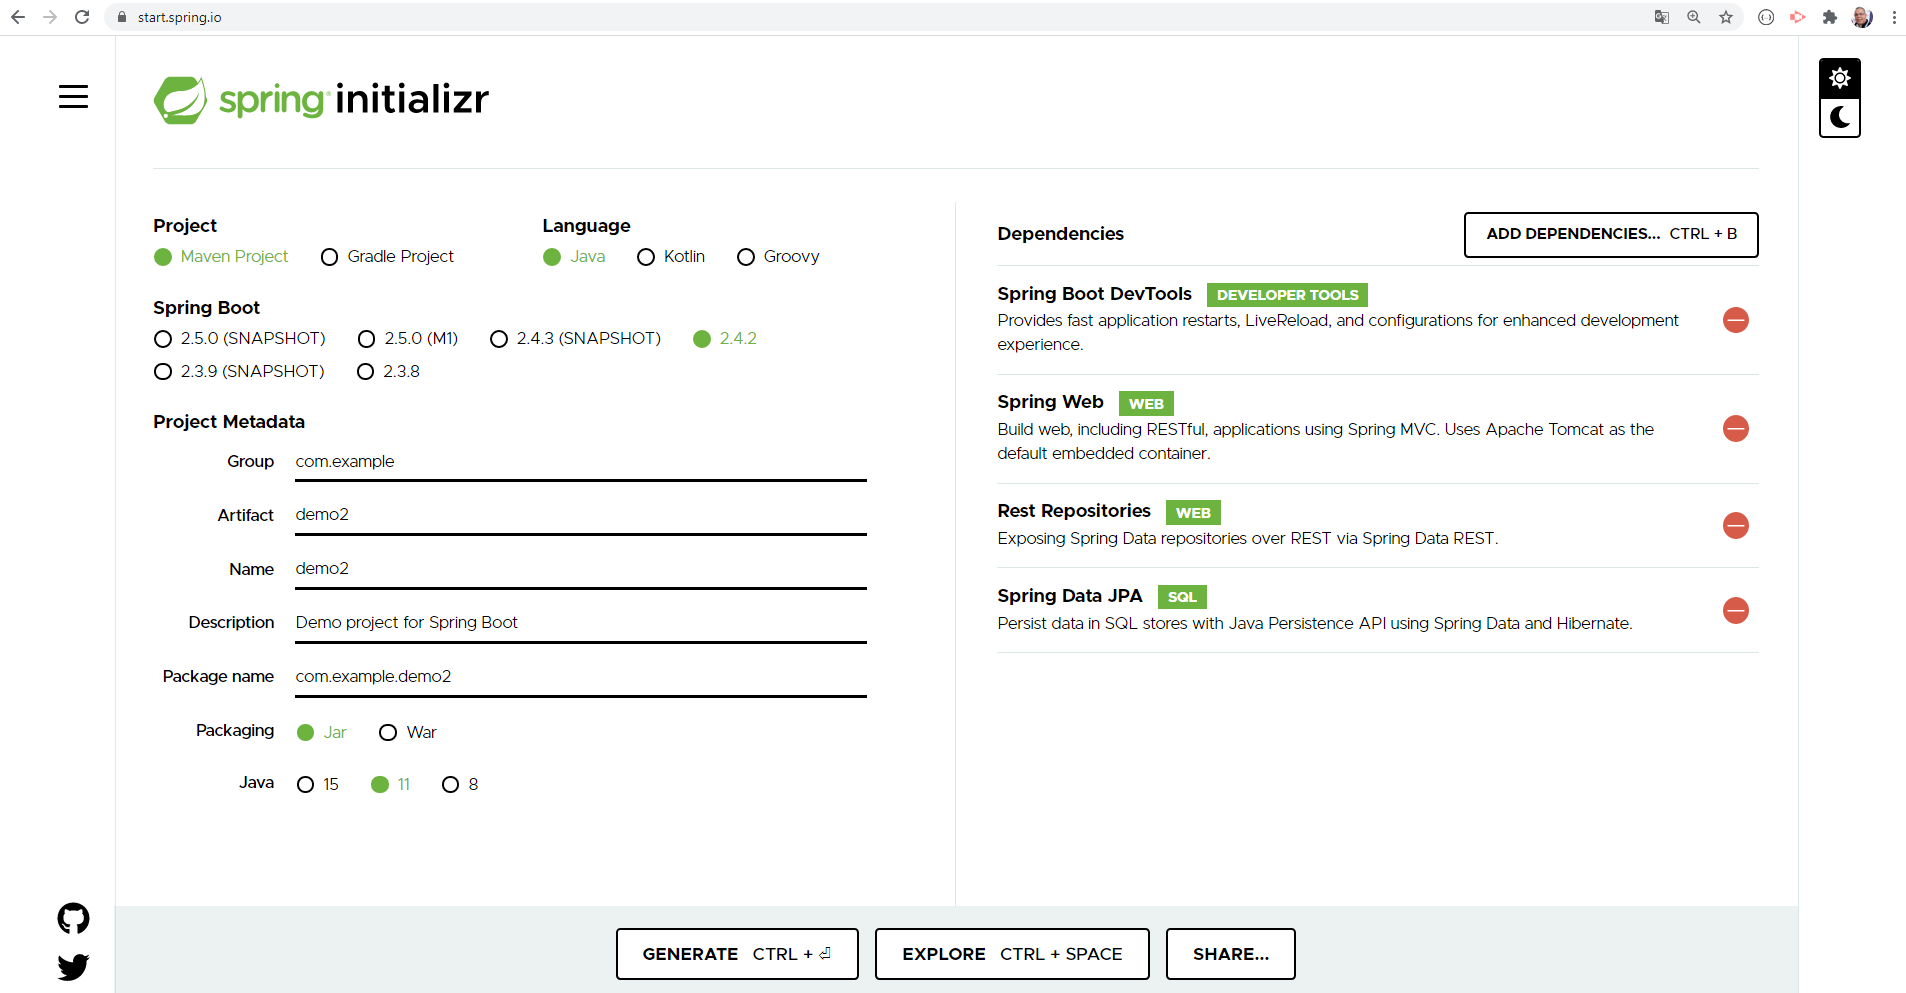 start.spring.io
spring initializr
Project
Maven Project Gradle Project
Language
Java Kotlin Groovy
Spring Boot
2.5.0 (SNAPSHOT) 2.5.0 (M1) 2.4.3 (SNAPSHOT) 2.4.2
2.3.9 (SNAPSHOT) 2.3.8
Project Metadata
Group com.example
Artifact demo2
Name demo2
Description Demo project for Spring Boot
Package name com.example.demo2
Packaging Jar War
Java 15 11 8
Dependencies ADD DEPENDENCIES... CTRL + B
Spring Boot DevTools DEVELOPER TOOLS
Provides fast application restarts, LiveReload, and configurations for enhanced development
experience.
Spring Web WEB
Build web, including RESTful, applications using Spring MVC. Uses Apache Tomcat as the
default embedded container.
Rest Repositories WEB
Exposing Spring Data repositories over REST via Spring Data REST.
Spring Data JPA SQL
Persist data in SQL stores with Java Persistence API using Spring Data and Hibernate.
GENERATE CTRL + ⏎ EXPLORE CTRL + SPACE SHARE...